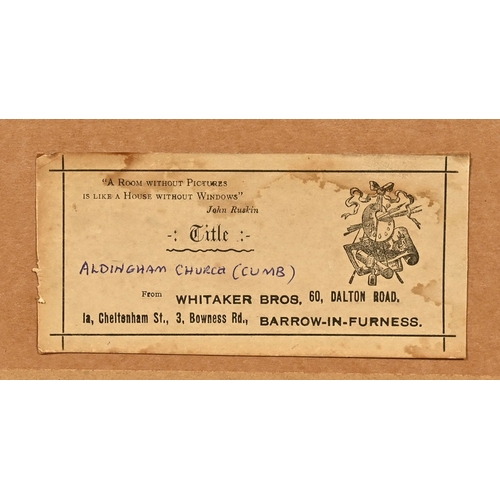 "A Room without Pictures
is like a House without Windows"
John Ruskin
-: Title :-
ALDINGHAM CHURCH (CUMB)
From WHITAKER BROS. 60, DALTON ROAD,
1a, Cheltenham St., 3, Bowness Rd., BARROW-IN-FURNESS.